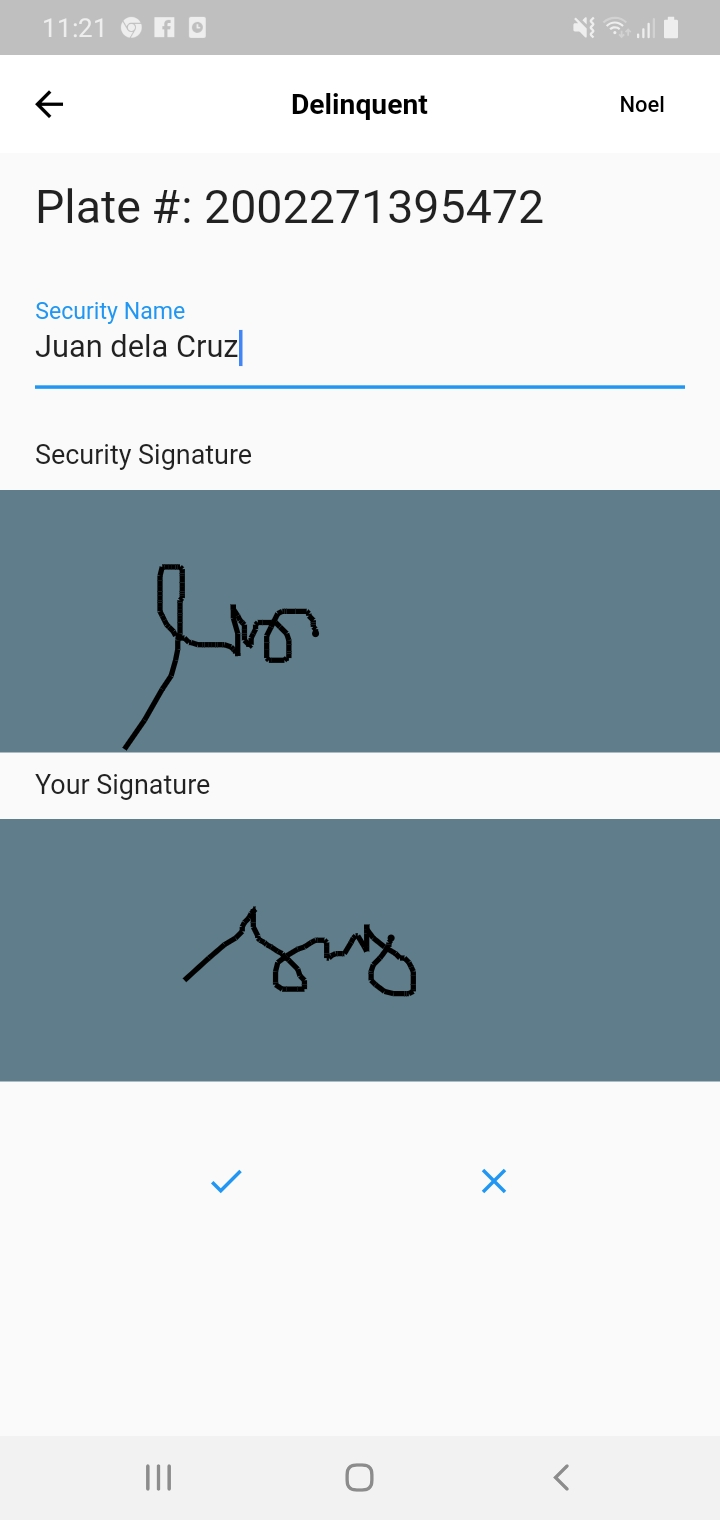 11:21
Delinquent
Noel
Plate #: 2002271395472
Security Name
Juan dela Cruz
Security Signature
Your Signature